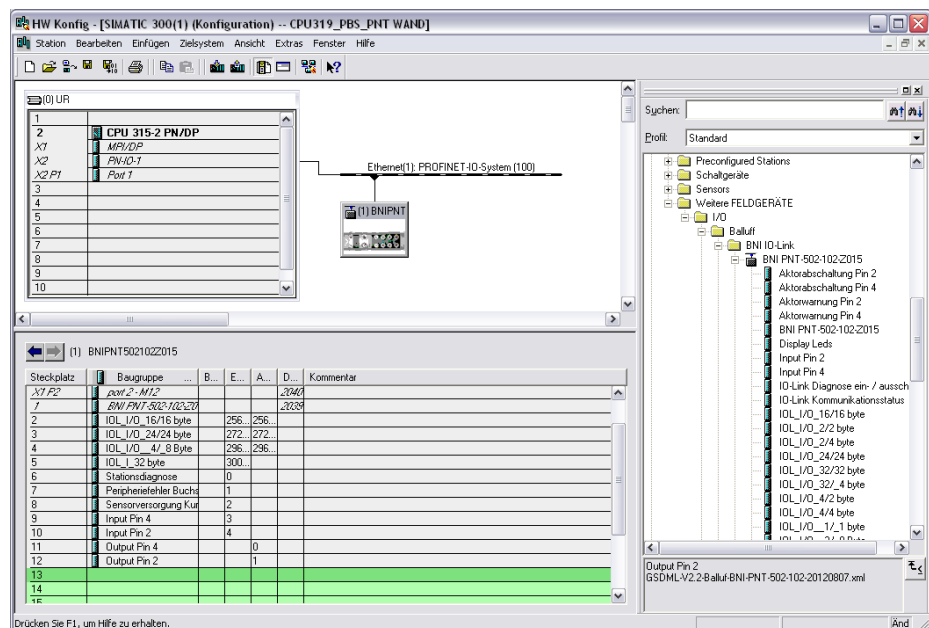 HW Konfig - [SIMATIC 300(1) (Konfiguration) -- CPU319_PBS_PNT WAND]
Station Bearbeiten Einfügen Zielsystem Ansicht Extras Fenster Hilfe
(0) UR
1
2 CPU 315-2 PN/DP
X1 MPI/DP
X2 PN-IO-1
X2 P1 Port 1
3
4
5
6
7
8
9
10
Ethernet(1): PROFINET-IO-System (100)
(1) BNIPNT
Suchen:
Profil: Standard
Preconfigured Stations
Schaltgeräte
Sensors
Weitere FELDGERÄTE
I/O
Balluff
BNI IO-Link
BNI PNT-502-102-Z015
Aktorabschaltung Pin 2
Aktorabschaltung Pin 4
Aktorwarnung Pin 2
Aktorwarnung Pin 4
BNI PNT-502-102-Z015
Display Leds
Input Pin 2
Input Pin 4
IO-Link Diagnose ein- / aussch
IO-Link Kommunikationsstatus
IOL_I/O_16/16 byte
IOL_I/O_2/2 byte
IOL_I/O_2/4 byte
IOL_I/O_24/24 byte
IOL_I/O_32/32 byte
IOL_I/O_32/_4 byte
IOL_I/O_4/2 byte
IOL_I/O_4/4 byte
IOL_I/O__1/_1 byte
Output Pin 2
GSDML-V2.2-Balluf-BNI-PNT-502-102-20120807.xml
(1) BNIPNT502102Z015
Steckplatz Baugruppe ... B... E... A... D... Kommentar
X1 P2 port 2 - M12 2040
1 BNI PNT-502-102-Z0 2039
2 IOL_I/O_16/16 byte 256... 256...
3 IOL_I/O_24/24 byte 272... 272...
4 IOL_I/O__4/_8 Byte 296... 296...
5 IOL_I_32 byte 300...
6 Stationsdiagnose 0
7 Peripheriefehler Buchs 1
8 Sensorversorgung Kur 2
9 Input Pin 4 3
10 Input Pin 2 4
11 Output Pin 4 0
12 Output Pin 2 1
13
14
15
Drücken Sie F1, um Hilfe zu erhalten.
Änd